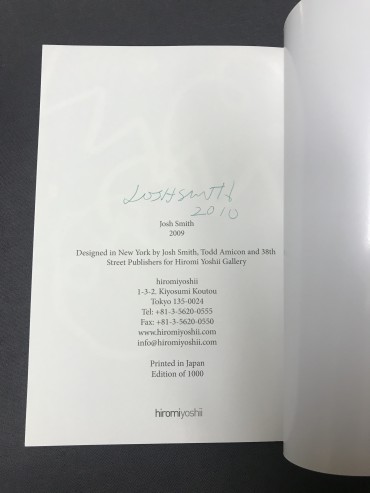 JOSHSMITH
2010
Josh Smith
2009
Designed in New York by Josh Smith, Todd Amicon and 38th
Street Publishers for Hiromi Yoshii Gallery
hiromiyoshii
1-3-2, Kiyosumi Koutou
Tokyo 135-0024
Tel: +81-3-5620-0555
Fax: +81-3-5620-0550
www.hiromiyoshii.com
info@hiromiyoshii.com
Printed in Japan
Edition of 1000
hiromiyoshii